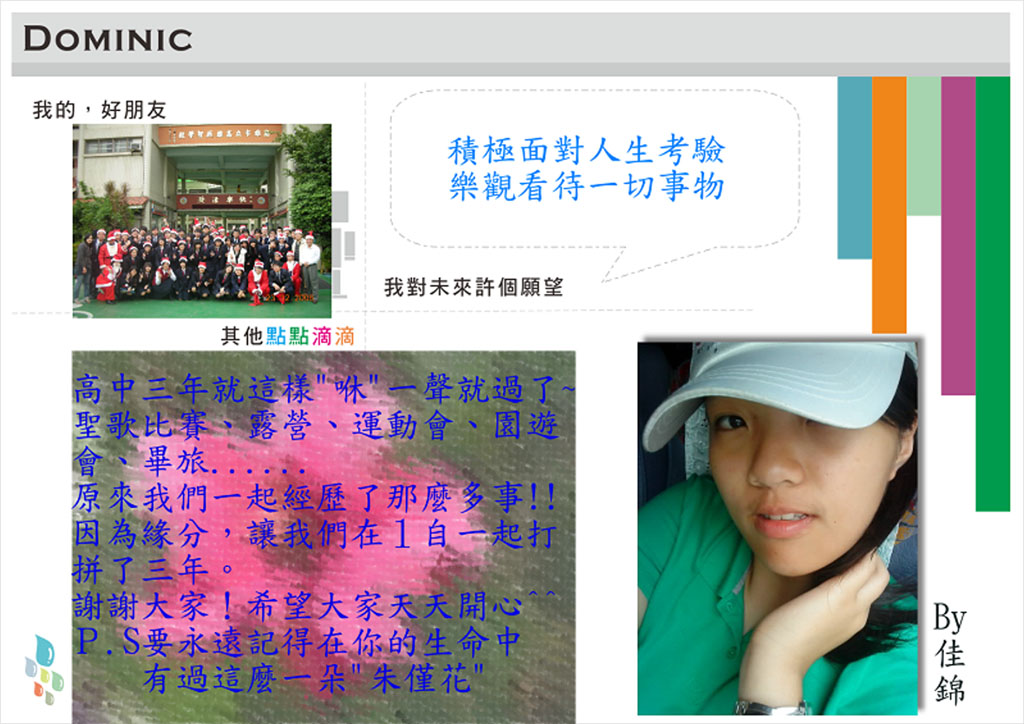 DOMINIC
我的，好朋友
積極面對人生考驗
樂觀看待一切事物
我對未來許個願望
其他點點滴滴
高中三年就這樣"咻"一聲就過了~
聖歌比賽、露營、運動會、園遊
會、畢旅......
原來我們一起經歷了那麼多事!!
因為緣分，讓我們在１自一起打
拼了三年。
謝謝大家！希望大家天天開心^^
P.S要永遠記得在你的生命中
有過這麼一朵"朱僅花"
By
佳
錦